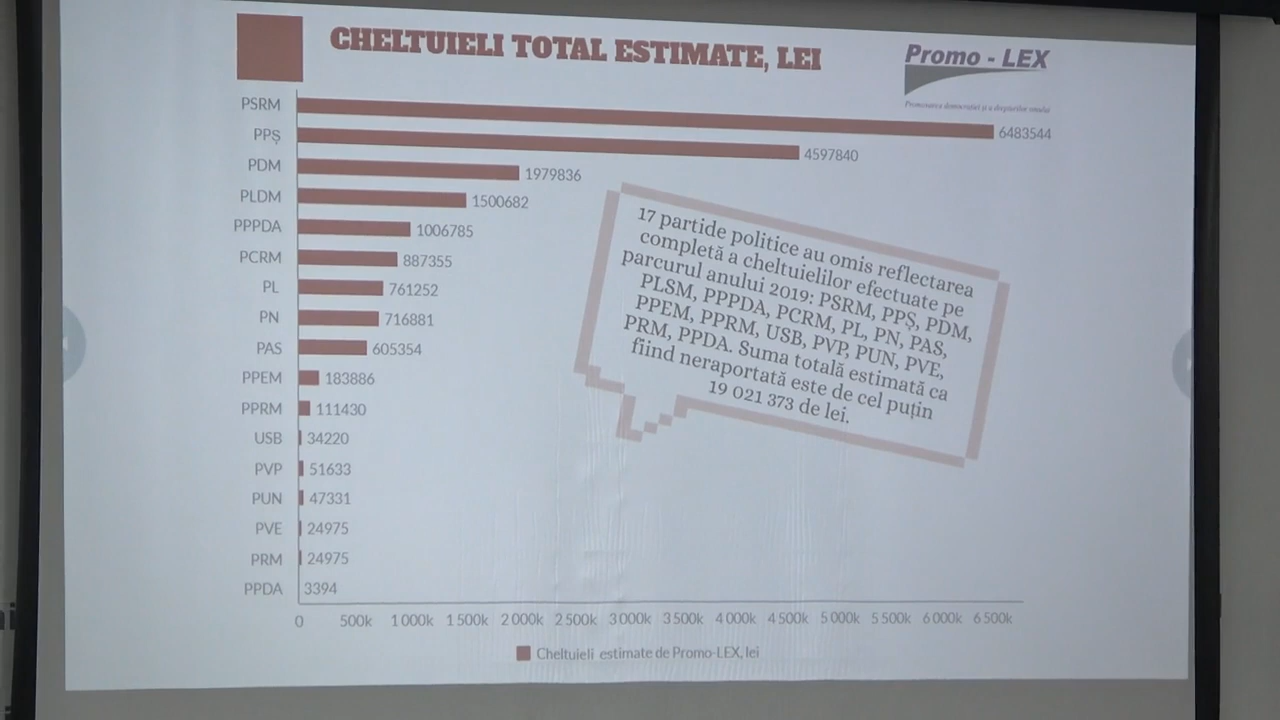 CHELTUIELI TOTAL ESTIMATE, LEI
Promo - LEX
Promovarea democrației și a drepturilor omului
PSRM 6483544
PPȘ 4597840
PDM 1979836
PLDM 1500682
PPPDA 1006785
PCRM 887355
PL 761252
PN 716881
PAS 605354
PPEM 183886
PPRM 111430
USB 34220
PVP 51633
PUN 47331
PVE 24975
PRM 24975
PPDA 3394
17 partide politice au omis reflectarea
completă a cheltuielilor efectuate pe
parcurul anului 2019: PSRM, PPȘ, PDM,
PLSM, PPPDA, PCRM, PL, PN, PAS,
PPEM, PPRM, USB, PVP, PUN, PVE,
PRM, PPDA. Suma totală estimată ca
fiind neraportată este de cel puțin
19 021 373 de lei.
0 500k 1 000k 1 500k 2 000k 2 500k 3 000k 3 500k 4 000k 4 500k 5 000k 5 500k 6 000k 6 500k
Cheltuieli estimate de Promo-LEX, lei